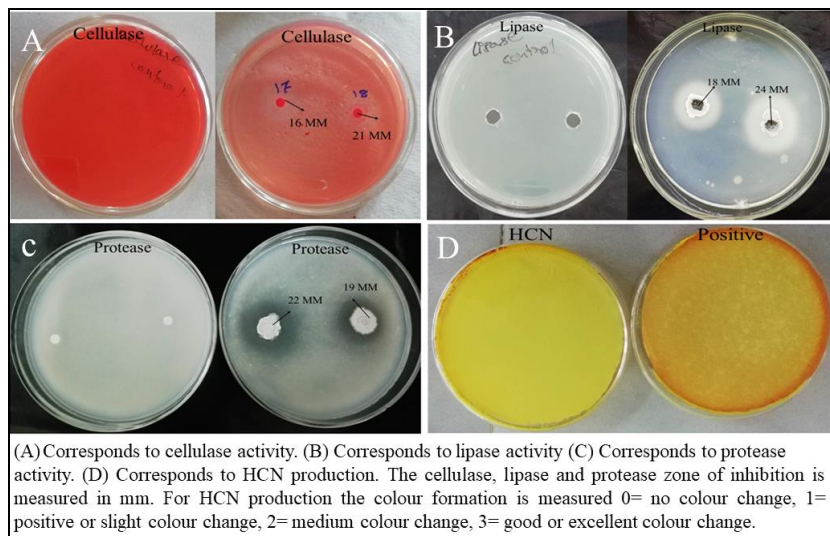 A
Cellulase
Cellulase
control
Cellulase
17
18
16 MM
21 MM
B
Lipase
Lipase
control
Lipase
18 MM
24 MM
c
Protease
Protease
22 MM
19 MM
D
HCN
Positive
(A) Corresponds to cellulase activity. (B) Corresponds to lipase activity (C) Corresponds to protease
activity. (D) Corresponds to HCN production. The cellulase, lipase and protease zone of inhibition is
measured in mm. For HCN production the colour formation is measured 0= no colour change, 1=
positive or slight colour change, 2= medium colour change, 3= good or excellent colour change.